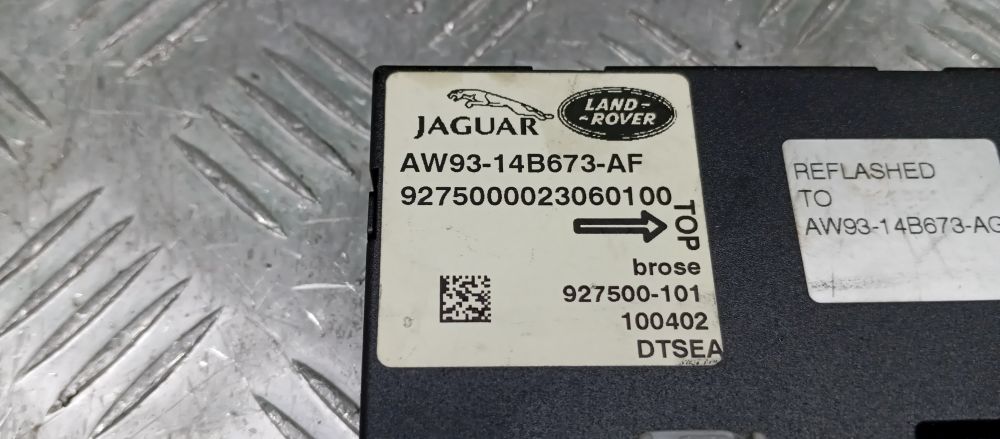 JAGUAR
LAND-
-ROVER
AW93-14B673-AF
9275000023060100
TOP
brose
927500-101
100402
DTSEA
REFLASHED
TO
AW93-14B673-AG